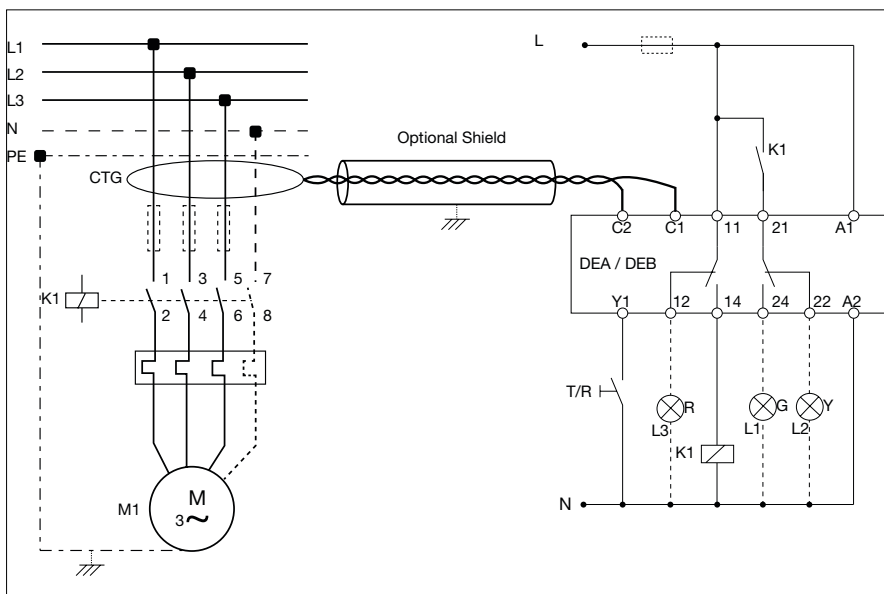 L1
L2
L3
N
PE
CTG
Optional Shield
L
K1
C2 C1 11 21 A1
DEA / DEB
Y1 12 14 24 22 A2
1 3 5 7
K1
2 4 6 8
T/R
R
L3
G
L1
Y
L2
K1
N
M1
M
3~